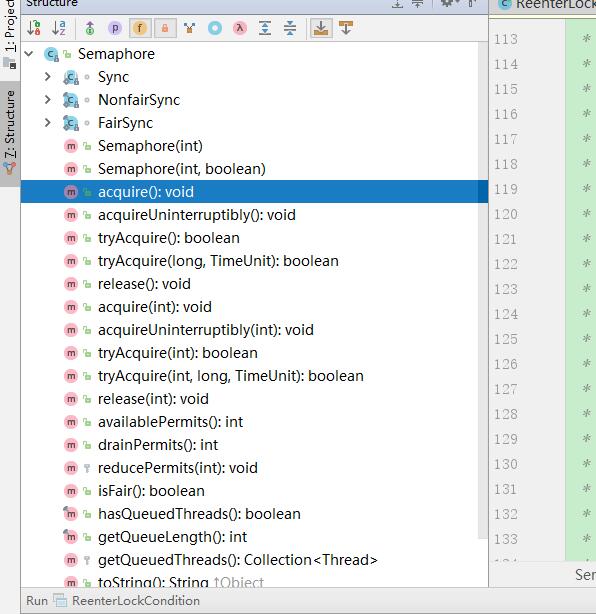 Structure
ReenterLock
1: Projec
7: Structure
Semaphore
Sync
NonfairSync
FairSync
Semaphore(int)
Semaphore(int, boolean)
acquire(): void
acquireUninterruptibly(): void
tryAcquire(): boolean
tryAcquire(long, TimeUnit): boolean
release(): void
acquire(int): void
acquireUninterruptibly(int): void
tryAcquire(int): boolean
tryAcquire(int, long, TimeUnit): boolean
release(int): void
availablePermits(): int
drainPermits(): int
reducePermits(int): void
isFair(): boolean
hasQueuedThreads(): boolean
getQueueLength(): int
getQueuedThreads(): Collection<Thread>
toString(): String ↑Object
113 *
114 *
115 *
116 *
117 *
118 *
119 *
120 *
121 *
122 *
123 *
124 *
125 *
126 *
127 *
128 *
129 *
130 *
131 *
132 *
133 *
Ser
Run ReenterLockCondition